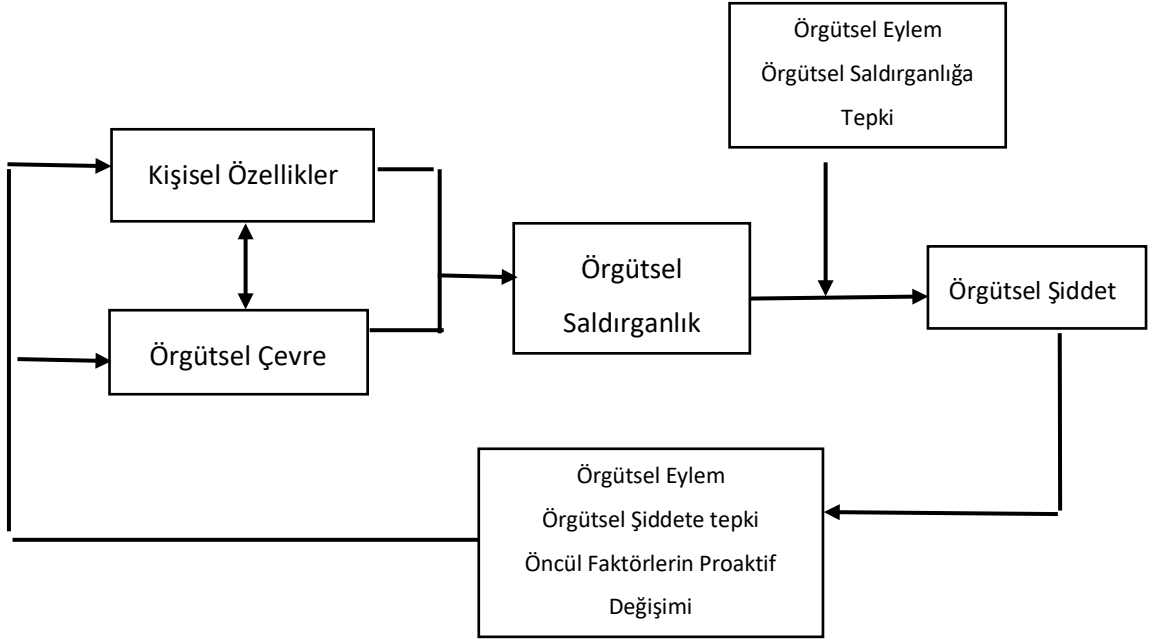 Örgütsel Eylem
Örgütsel Saldırganlığa
Tepki
Kişisel Özellikler
Örgütsel
Saldırganlık
Örgütsel Şiddet
Örgütsel Çevre
Örgütsel Eylem
Örgütsel Şiddete tepki
Öncül Faktörlerin Proaktif
Değişimi